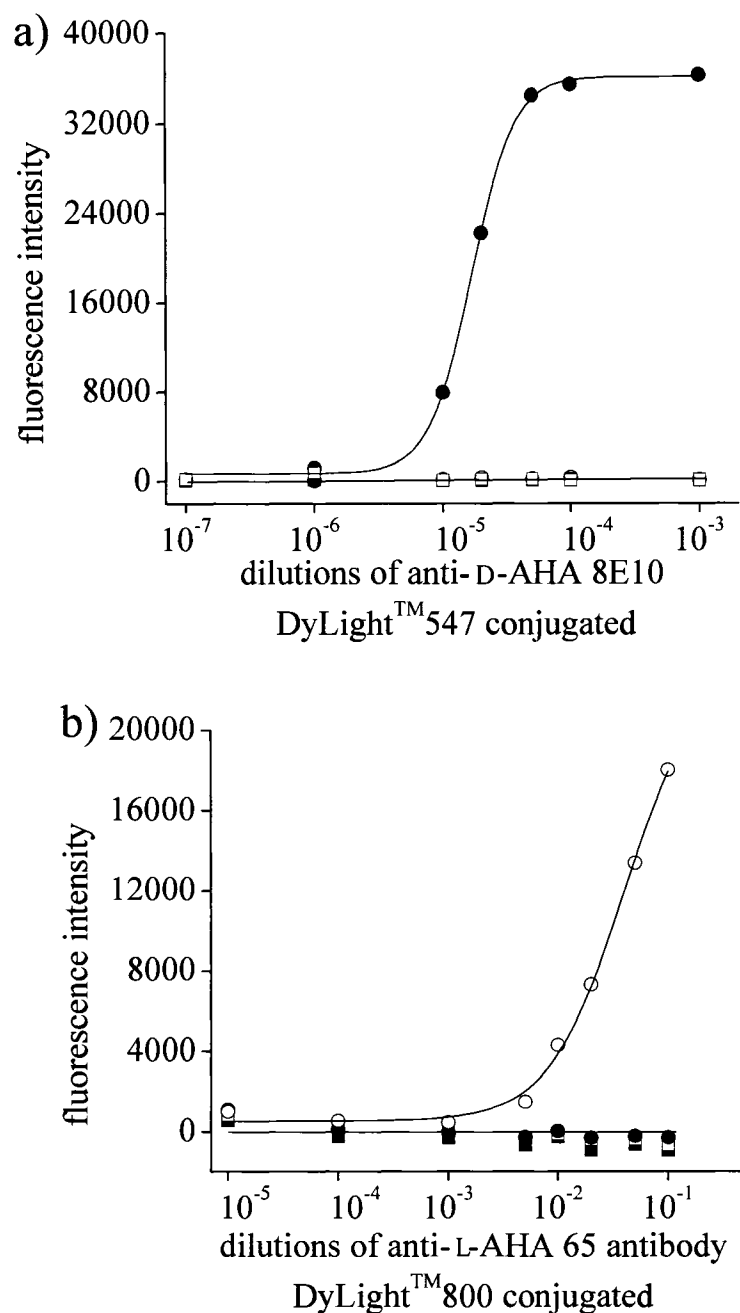 a)
40000
32000
24000
16000
8000
0
fluorescence intensity
10⁻⁷ 10⁻⁶ 10⁻⁵ 10⁻⁴ 10⁻³
dilutions of anti- D-AHA 8E10
DyLight™547 conjugated
b)
20000
16000
12000
8000
4000
0
fluorescence intensity
10⁻⁵ 10⁻⁴ 10⁻³ 10⁻² 10⁻¹
dilutions of anti- L-AHA 65 antibody
DyLight™800 conjugated